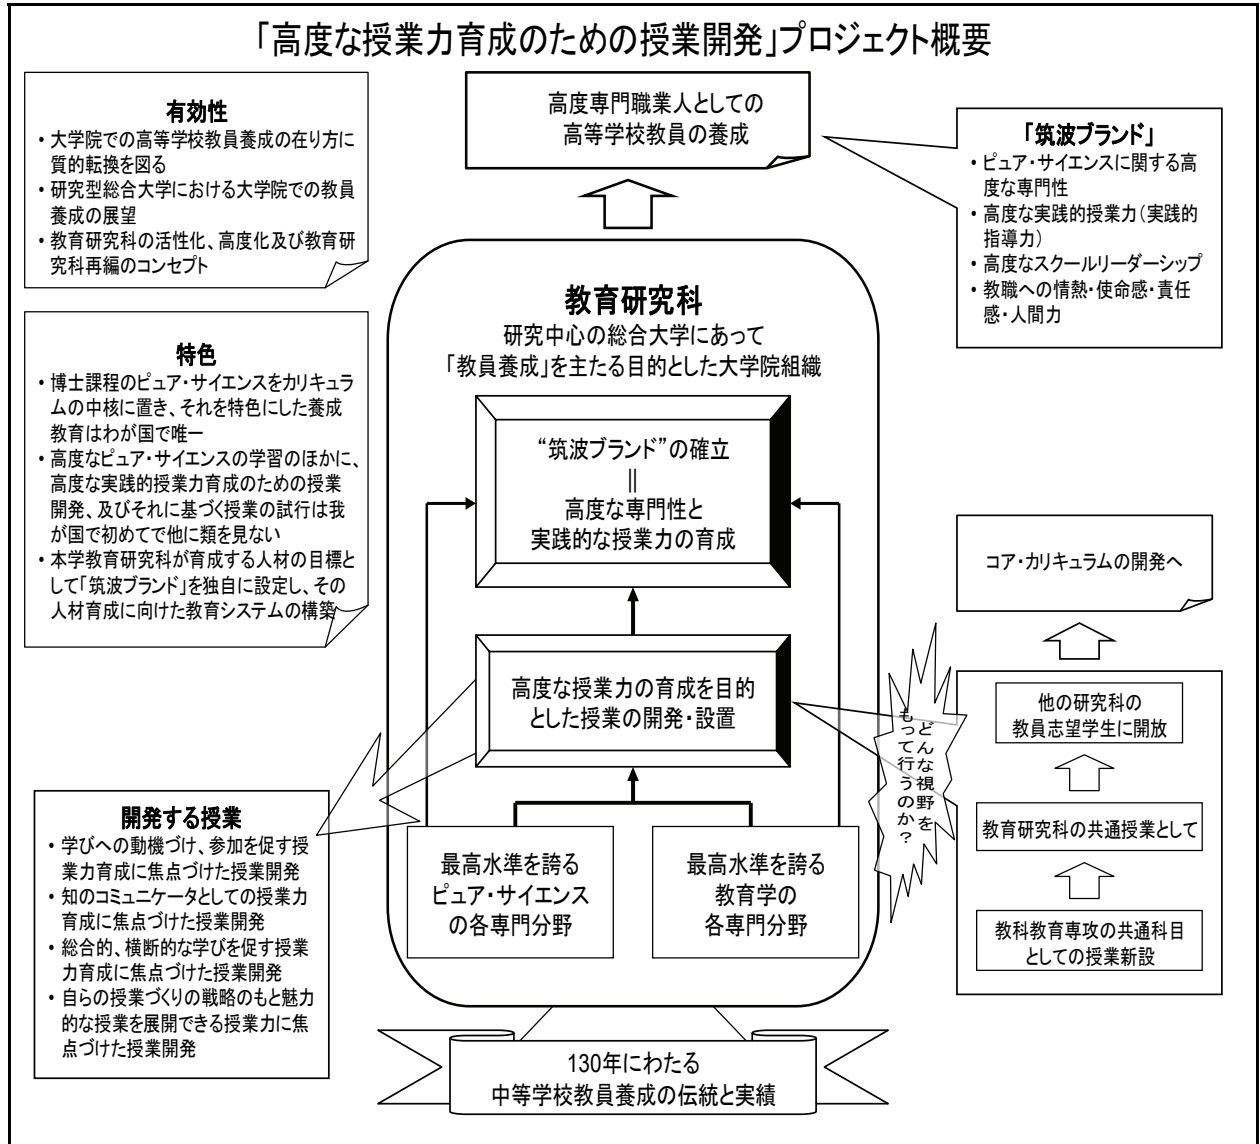 「高度な授業力育成のための授業開発」プロジェクト概要
有効性
・大学院での高等学校教員養成の在り方に
質的転換を図る
・研究型総合大学における大学院での教員
養成の展望
・教育研究科の活性化、高度化及び教育研
究科再編のコンセプト
特色
・博士課程のピュア・サイエンスをカリキュラ
ムの中核に置き、それを特色にした養成
教育はわが国で唯一
・高度なピュア・サイエンスの学習のほかに、
高度な実践的授業力育成のための授業
開発、及びそれに基づく授業の試行は我
が国で初めてで他に類を見ない
・本学教育研究科が育成する人材の目標と
して「筑波ブランド」を独自に設定し、その
人材育成に向けた教育システムの構築
開発する授業
・学びへの動機づけ、参加を促す授
業力育成に焦点づけた授業開発
・知のコミュニケータとしての授業力
育成に焦点づけた授業開発
・総合的、横断的な学びを促す授業
力育成に焦点づけた授業開発
・自らの授業づくりの戦略のもと魅力
的な授業を展開できる授業力に焦
点づけた授業開発
高度専門職業人としての
高等学校教員の養成
教育研究科
研究中心の総合大学にあって
「教員養成」を主たる目的とした大学院組織
“筑波ブランド”の確立
||
高度な専門性と
実践的な授業力の育成
高度な授業力の育成を目的
とした授業の開発・設置
最高水準を誇る
ピュア・サイエンス
の各専門分野
最高水準を誇る
教育学の
各専門分野
130年にわたる
中等学校教員養成の伝統と実績
「筑波ブランド」
・ピュア・サイエンスに関する高
度な専門性
・高度な実践的授業力(実践的
指導力)
・高度なスクールリーダーシップ
・教職への情熱・使命感・責任
感・人間力
どんな視野を
もって行うのか?
コア・カリキュラムの開発へ
他の研究科の
教員志望学生に開放
教育研究科の共通授業として
教科教育専攻の共通科目
としての授業新設